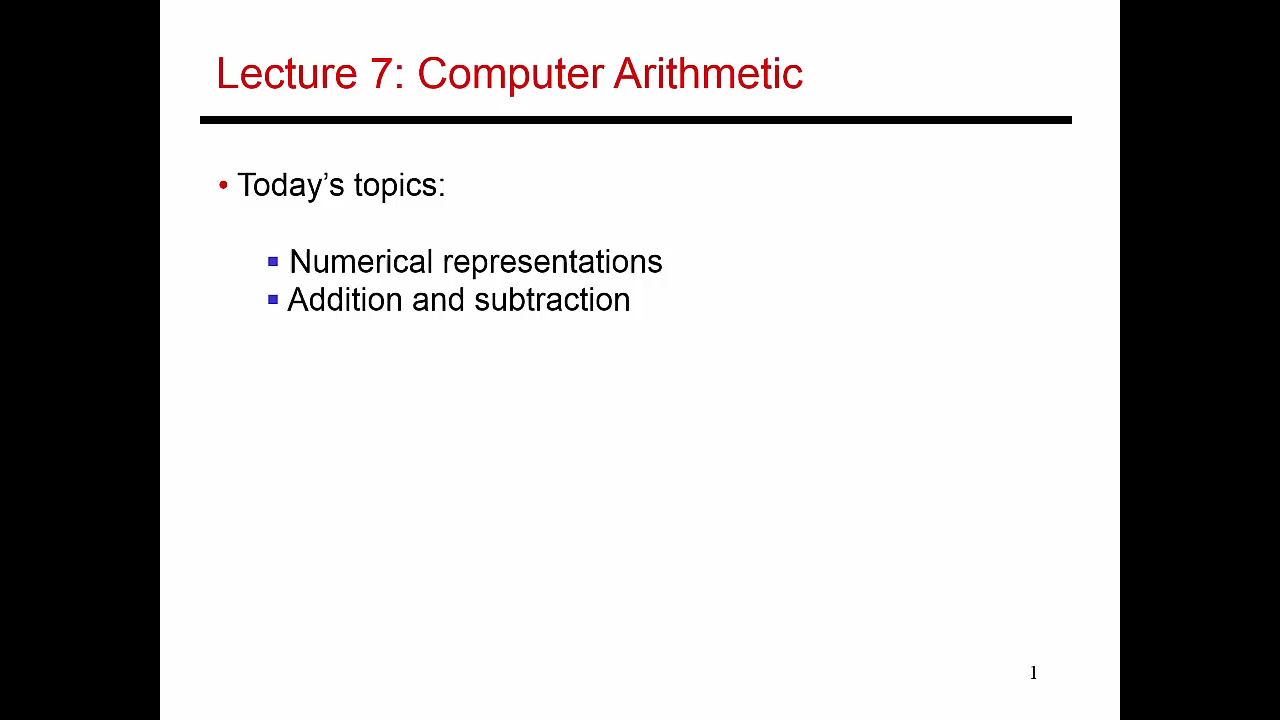 Lecture 7: Computer Arithmetic
• Today’s topics:
▪ Numerical representations
▪ Addition and subtraction
1